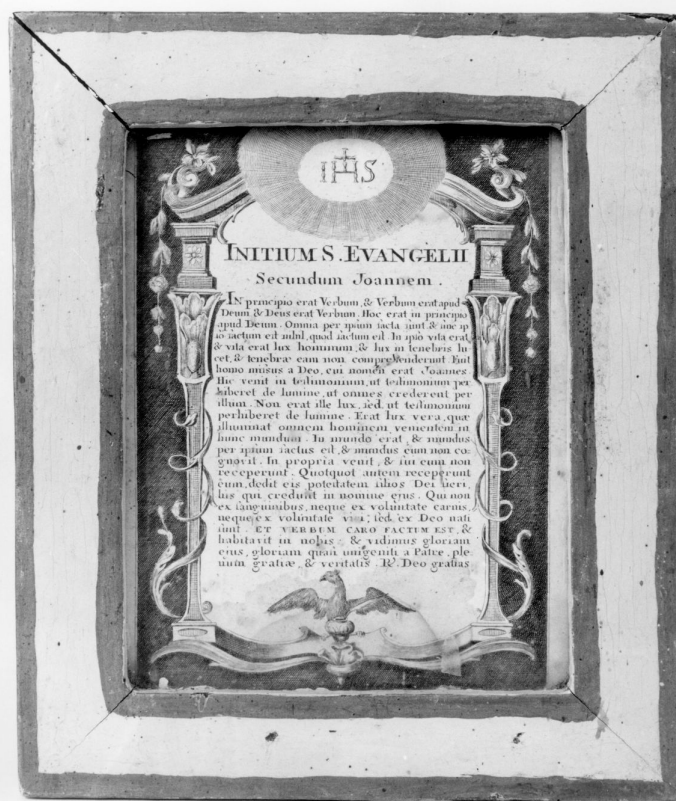 IHS
INITIUM S. EVANGELII
Secundum Joannem.
IN principio erat Verbum, & Verbum erat apud
Deum & Deus erat Verbum. Hoc erat in principio
apud Deum. Omnia per ipsum facta sunt & sine ip
so factum est nihil, quod factum est. In ipso vita erat
& vita erat lux hominum, & lux in tenebris lu
cet, & tenebræ eam non comprehenderunt. Fuit
homo missus a Deo, cui nomen erat Joannes.
Hic venit in testimonium, ut testimonium per
hiberet de lumine, ut omnes crederent per
illum. Non erat ille lux, sed ut testimonium
perhiberet de lumine. Erat lux vera, quæ
illuminat omnem hominem, venientem in
hunc mundum. In mundo erat, & mundus
per ipsum factus est, & mundus eum non co
gnovit. In propria venit, & sui eum non
receperunt. Quotquot autem receperunt
eum, dedit eis potestatem filios Dei fieri,
his qui credunt in nomine ejus. Qui non
ex sanguinibus, neque ex voluntate carnis,
neque ex voluntate viri, sed ex Deo nati
sunt. ET VERBUM CARO FACTUM EST, &
habitavit in nobis, & vidimus gloriam
ejus, gloriam quasi unigeniti a Patre, ple
num gratiæ, & veritatis. R. Deo gratias